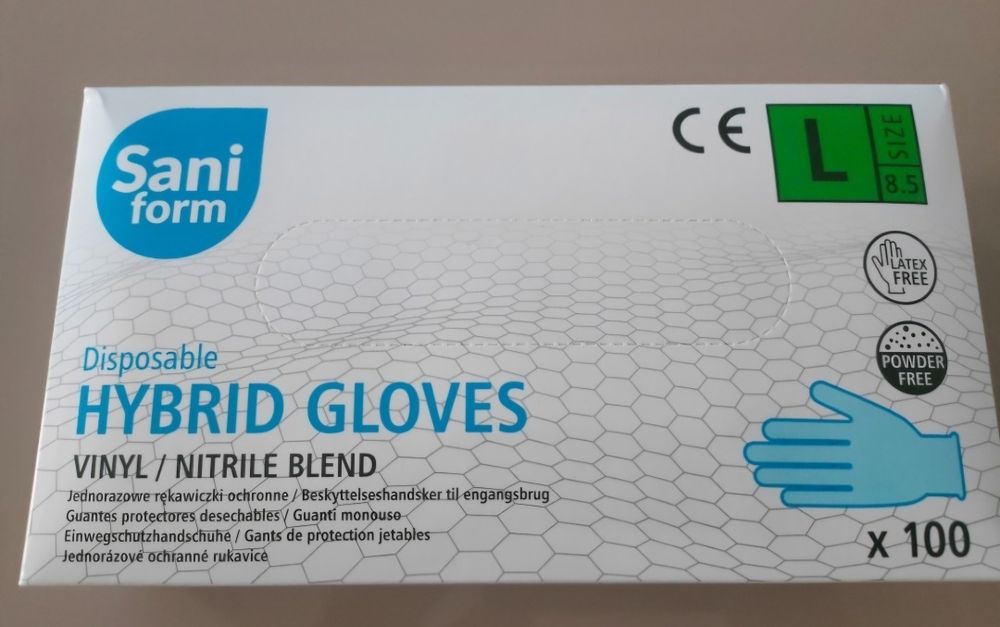 Sani
form
CE
L
SIZE
8.5
LATEX
FREE
POWDER
FREE
Disposable
HYBRID GLOVES
VINYL / NITRILE BLEND
Jednorazowe rękawiczki ochronne / Beskyttelseshandsker til engangsbrug
Guantes protectores desechables / Guanti monouso
Einwegschutzhandschuhe / Gants de protection jetables
Jednorázové ochranné rukavice
x 100